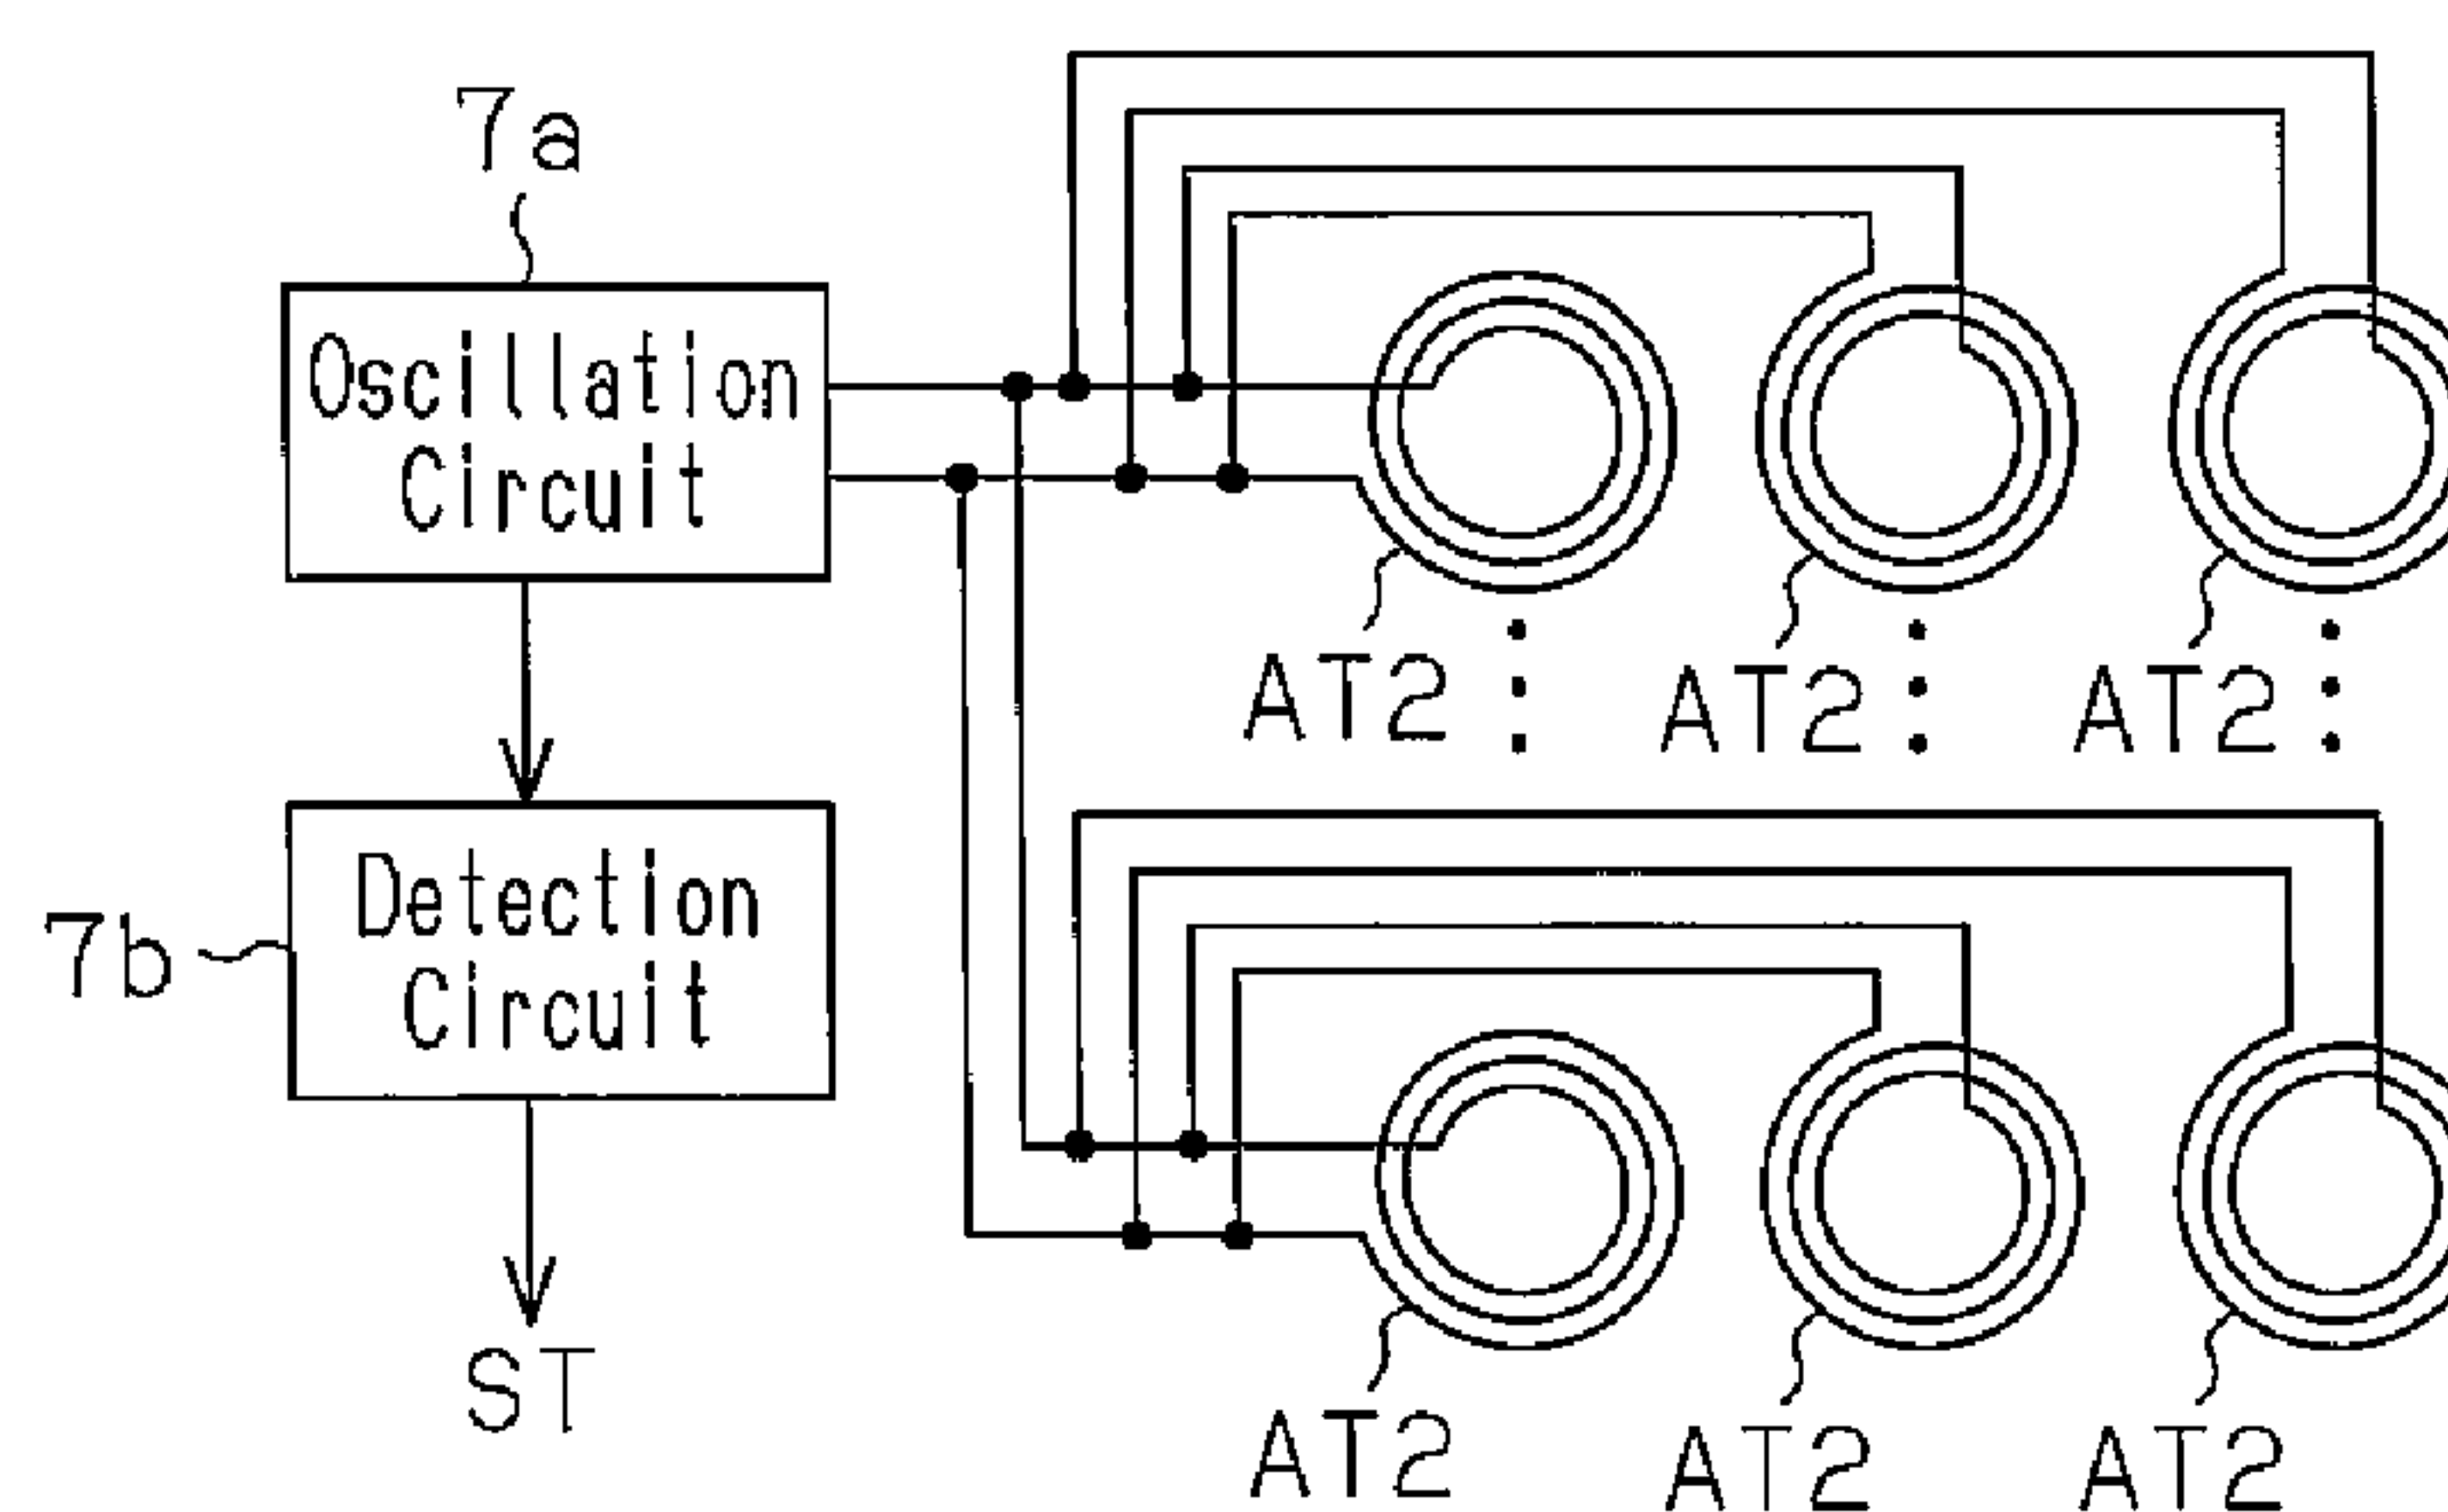 7a
Oscillation
Circuit
AT2 AT2 AT2
7b
Detection
Circuit
ST
AT2 AT2 AT2